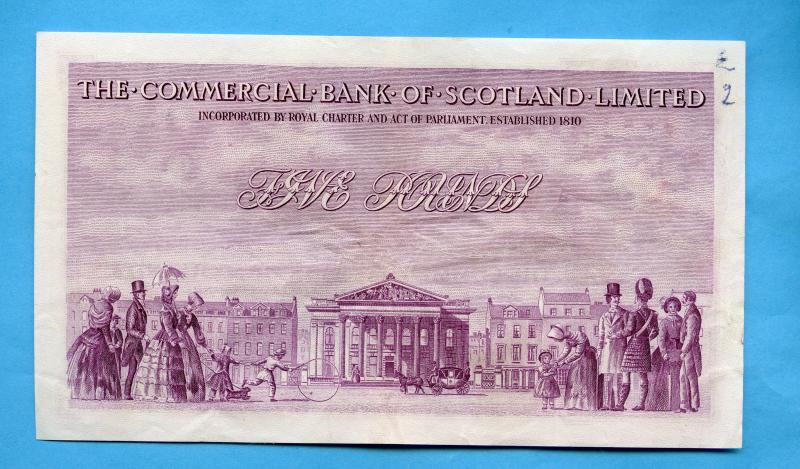 THE·COMMERCIAL·BANK·OF·SCOTLAND·LIMITED
INCORPORATED BY ROYAL CHARTER AND ACT OF PARLIAMENT. ESTABLISHED 1810
FIVE POUNDS
2